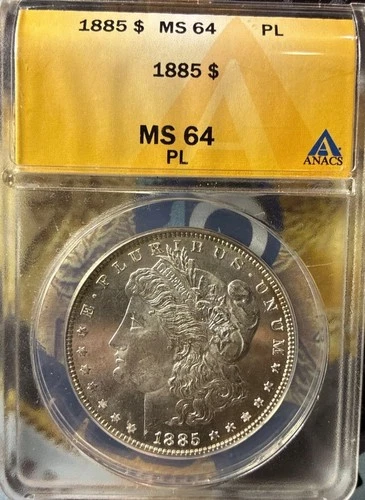 1885 $ MS 64 PL
1885 $
MS 64
PL
ANACS
E · PLURIBUS · UNUM
LIBERTY
1885